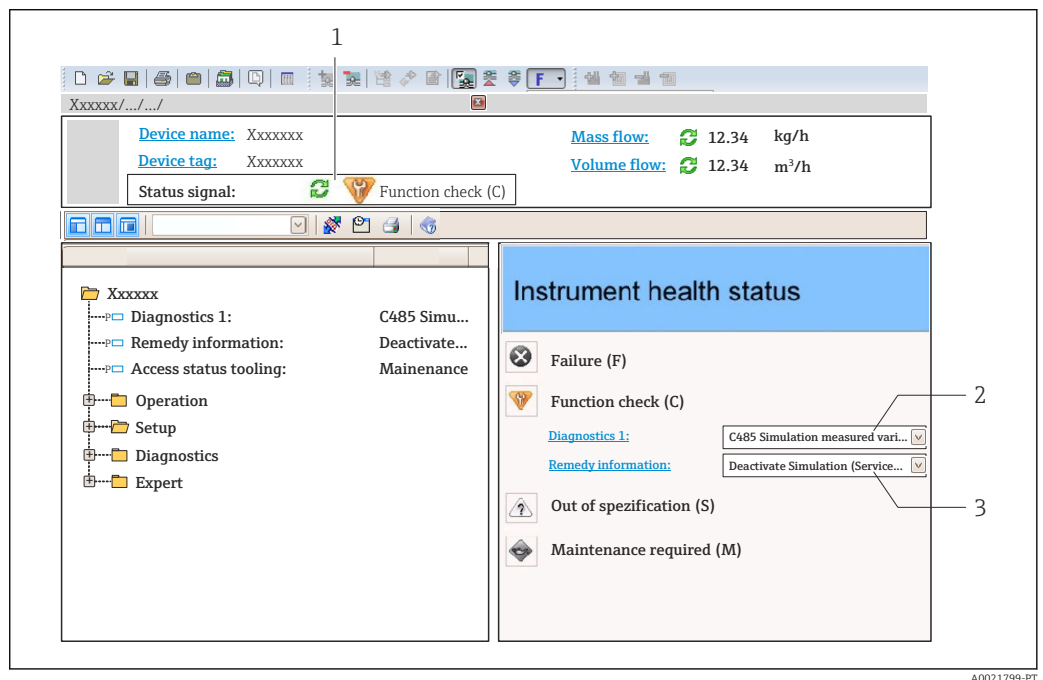 1
F
Xxxxxx/.../.../
Device name: Xxxxxxx
Mass flow: 12.34 kg/h
Device tag: Xxxxxxx
Volume flow: 12.34 m³/h
Status signal: Function check (C)
Xxxxxx
Diagnostics 1: C485 Simu...
Remedy information: Deactivate...
Access status tooling: Mainenance
Operation
Setup
Diagnostics
Expert
Instrument health status
Failure (F)
Function check (C)
2
Diagnostics 1: C485 Simulation measured vari...
Remedy information: Deactivate Simulation (Service...
Out of spezification (S)
3
Maintenance required (M)
A0021799-PT